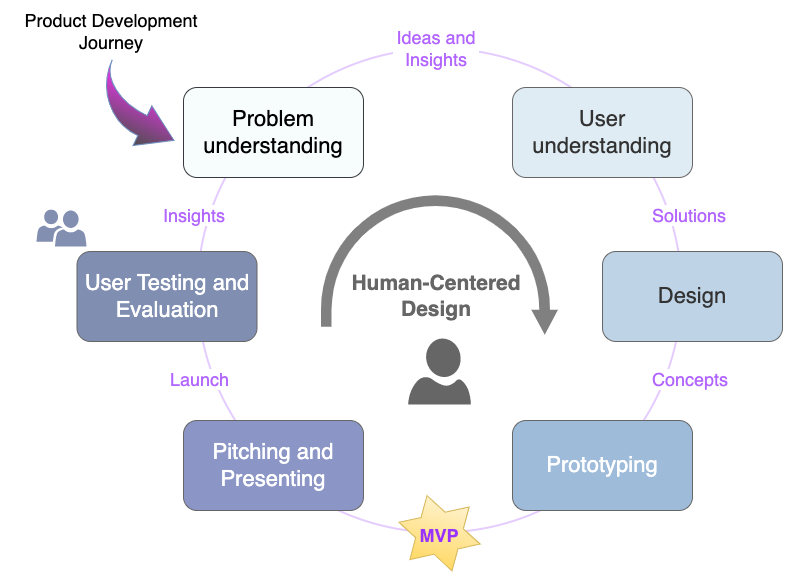 Product Development
Journey
Ideas and
Insights
Problem
understanding
User
understanding
Insights
Solutions
User Testing and
Evaluation
Human-Centered
Design
Design
Launch
Concepts
Pitching and
Presenting
Prototyping
MVP